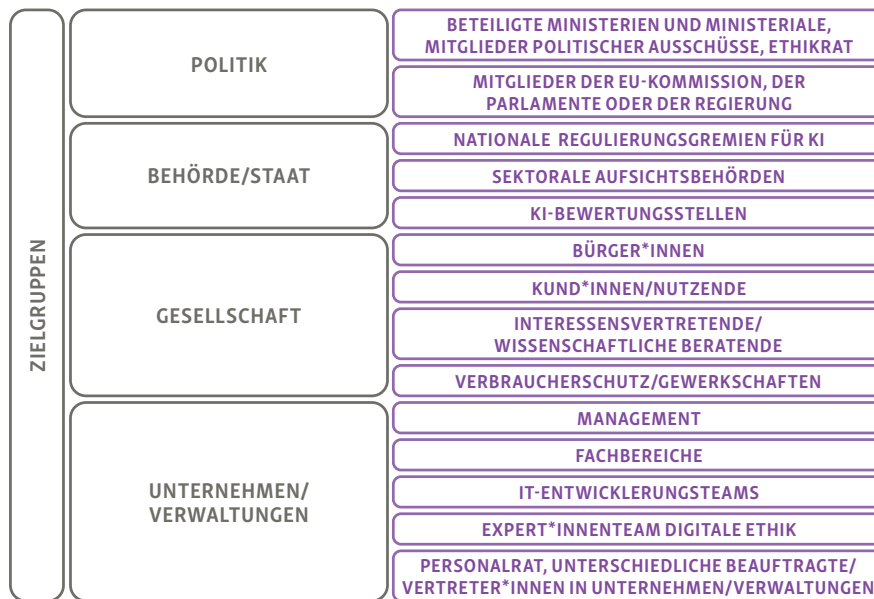 ZIELGRUPPEN
POLITIK
BETEILIGTE MINISTERIEN UND MINISTERIALE,
MITGLIEDER POLITISCHER AUSSCHÜSSE, ETHIKRAT
MITGLIEDER DER EU-KOMMISSION, DER
PARLAMENTE ODER DER REGIERUNG
BEHÖRDE/STAAT
NATIONALE REGULIERUNGSGREMIEN FÜR KI
SEKTORALE AUFSICHTSBEHÖRDEN
KI-BEWERTUNGSSTELLEN
GESELLSCHAFT
BÜRGER*INNEN
KUND*INNEN/NUTZENDE
INTERESSENSVERTRETENDE/
WISSENSCHAFTLICHE BERATENDE
VERBRAUCHERSCHUTZ/GEWERKSCHAFTEN
UNTERNEHMEN/
VERWALTUNGEN
MANAGEMENT
FACHBEREICHE
IT-ENTWICKLERUNGSTEAMS
EXPERT*INNENTEAM DIGITALE ETHIK
PERSONALRAT, UNTERSCHIEDLICHE BEAUFTRAGTE/
VERTRETER*INNEN IN UNTERNEHMEN/VERWALTUNGEN